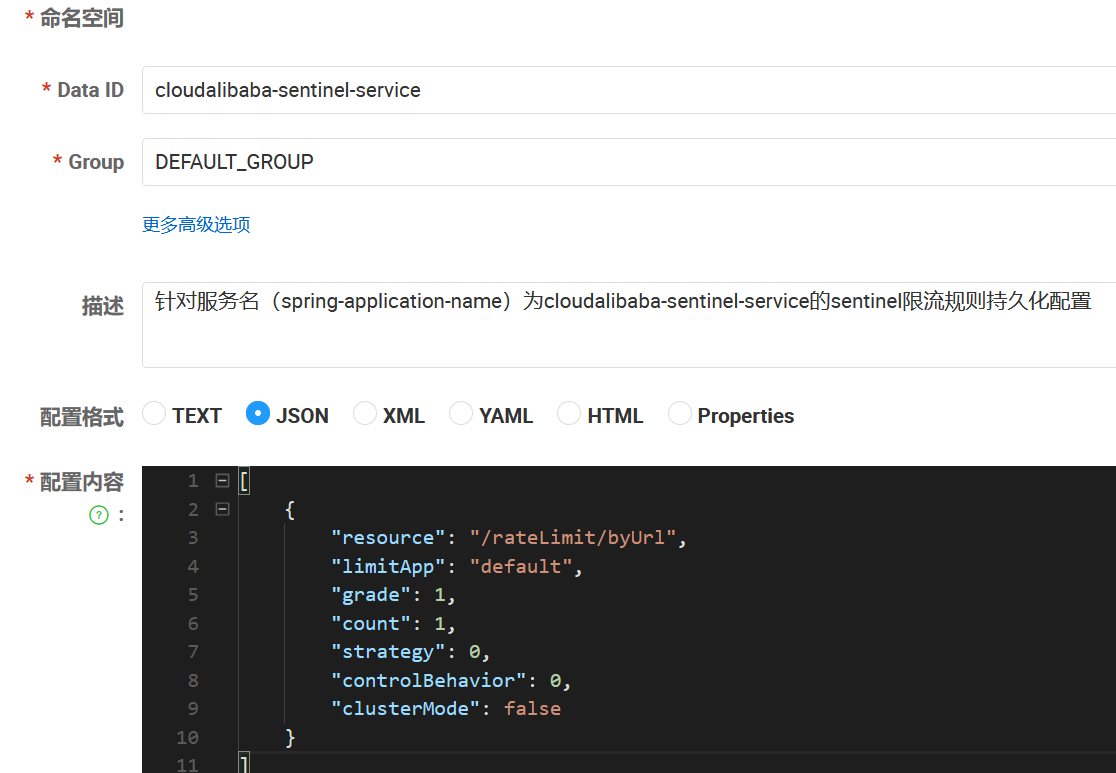 * 命名空间
* Data ID cloudalibaba-sentinel-service
* Group DEFAULT_GROUP
更多高级选项
描述 针对服务名（spring-application-name）为cloudalibaba-sentinel-service的sentinel限流规则持久化配置
配置格式 TEXT JSON XML YAML HTML Properties
* 配置内容 1 [
? : 2 {
3 "resource": "/rateLimit/byUrl",
4 "limitApp": "default",
5 "grade": 1,
6 "count": 1,
7 "strategy": 0,
8 "controlBehavior": 0,
9 "clusterMode": false
10 }
11 ]